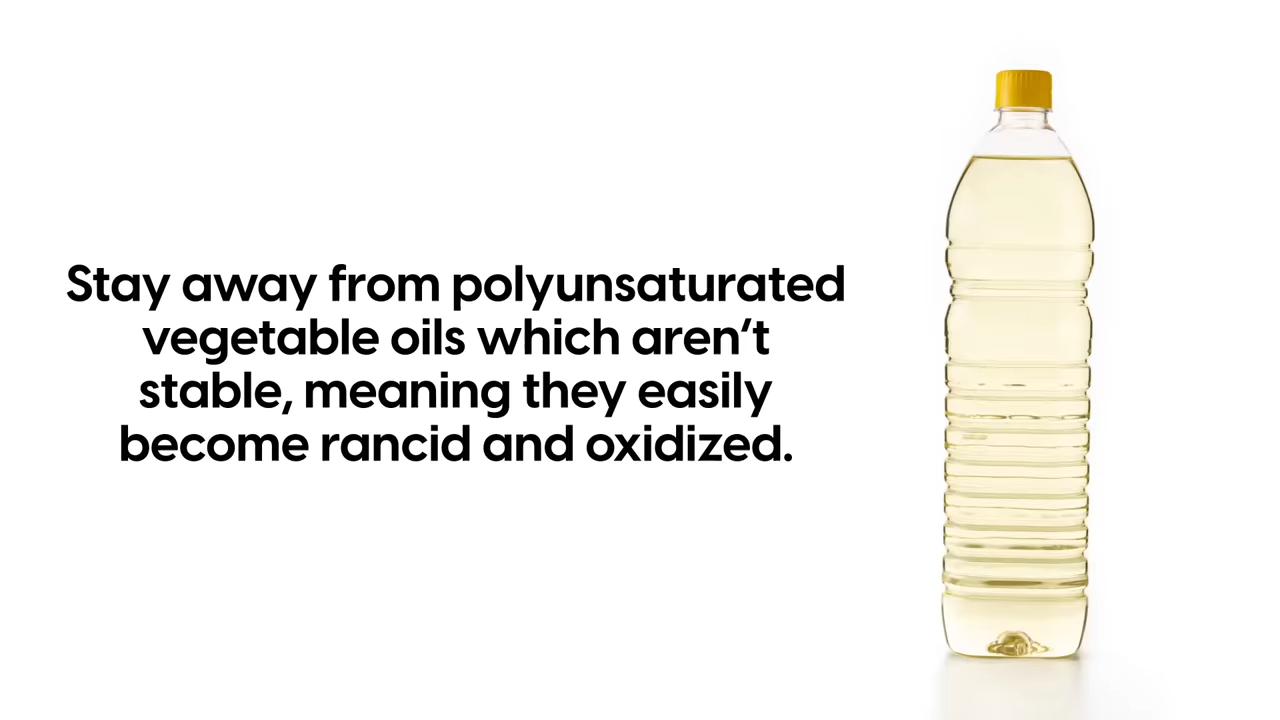 Stay away from polyunsaturated
vegetable oils which aren’t
stable, meaning they easily
become rancid and oxidized.